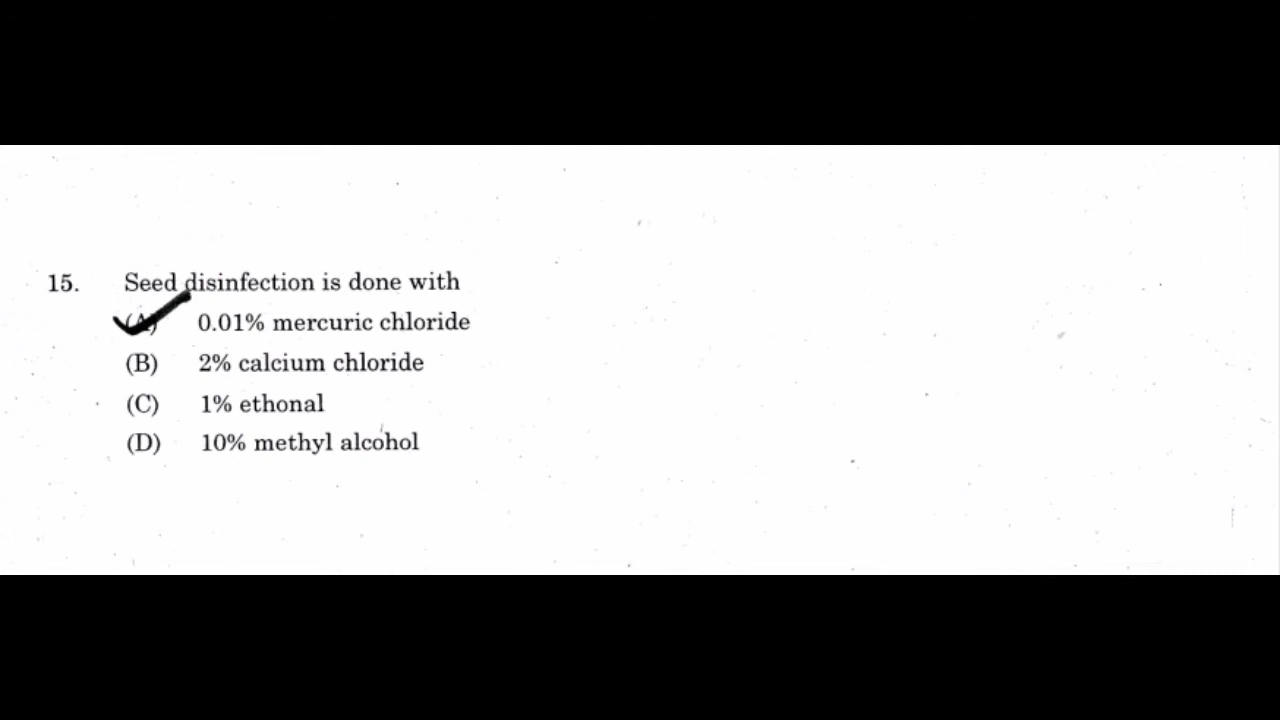 15. Seed disinfection is done with
(A) 0.01% mercuric chloride
(B) 2% calcium chloride
(C) 1% ethonal
(D) 10% methyl alcohol